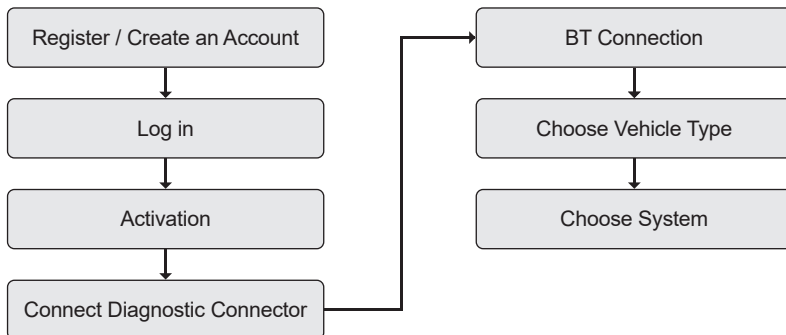 Register / Create an Account
Log in
Activation
Connect Diagnostic Connector
BT Connection
Choose Vehicle Type
Choose System